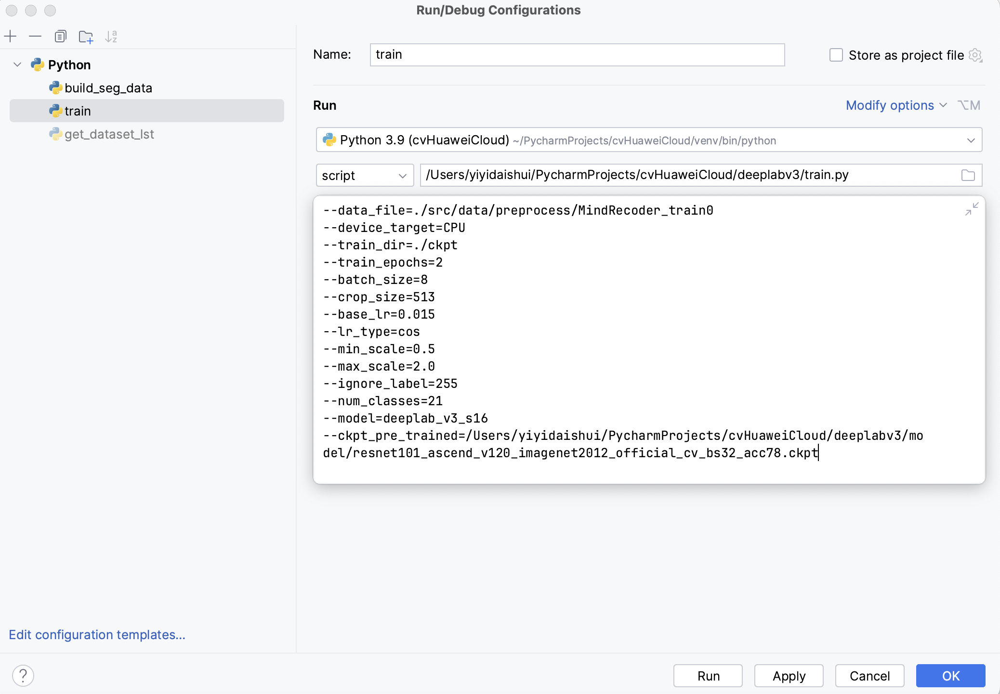 Run/Debug Configurations
Python
build_seg_data
train
get_dataset_lst
Edit configuration templates...
Name:
train
Store as project file
Run
Modify options
⌥M
Python 3.9 (cvHuaweiCloud) ~/PycharmProjects/cvHuaweiCloud/venv/bin/python
script
/Users/yiyidaishui/PycharmProjects/cvHuaweiCloud/deeplabv3/train.py
--data_file=./src/data/preprocess/MindRecoder_train0
--device_target=CPU
--train_dir=./ckpt
--train_epochs=2
--batch_size=8
--crop_size=513
--base_lr=0.015
--lr_type=cos
--min_scale=0.5
--max_scale=2.0
--ignore_label=255
--num_classes=21
--model=deeplab_v3_s16
--ckpt_pre_trained=/Users/yiyidaishui/PycharmProjects/cvHuaweiCloud/deeplabv3/mo
del/resnet101_ascend_v120_imagenet2012_official_cv_bs32_acc78.ckpt
?
Run
Apply
Cancel
OK